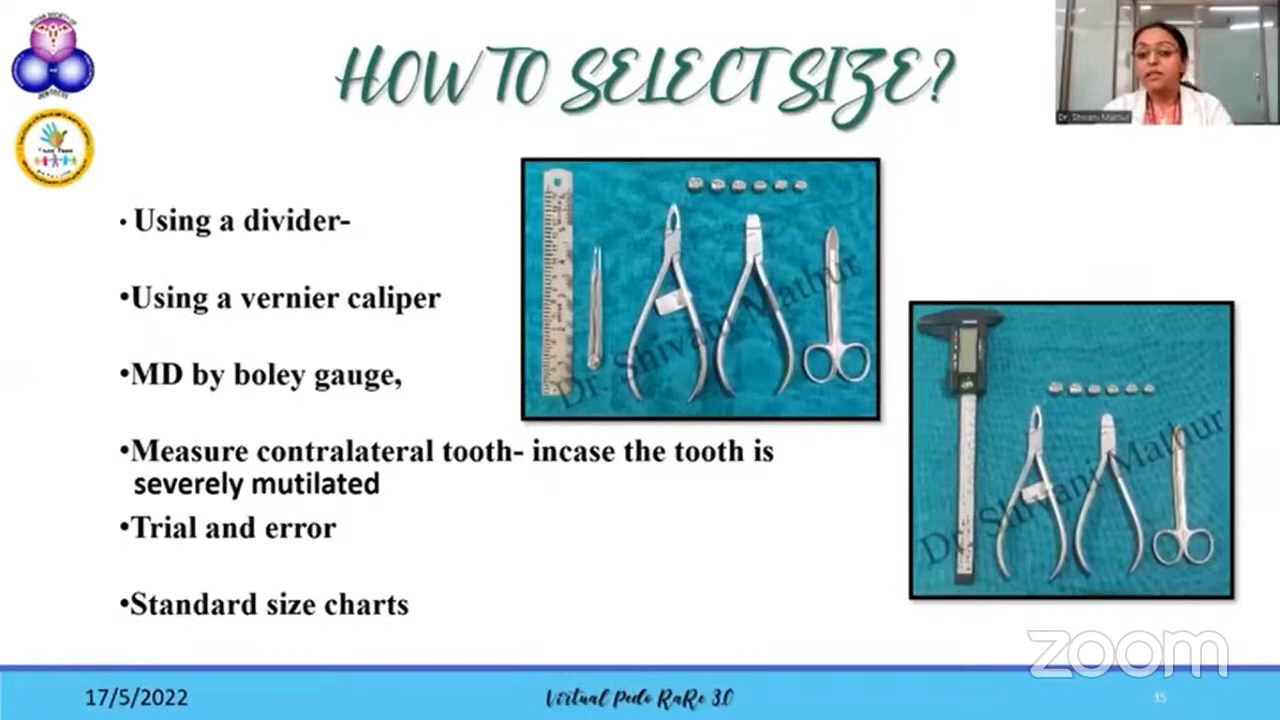 HOW TO SELECT SIZE?
Dr. Shivani Mathur
• Using a divider-
•Using a vernier caliper
•MD by boley gauge,
•Measure contralateral tooth- incase the tooth is
severely mutilated
•Trial and error
•Standard size charts
Dr. Shivani Mathur
Dr. Shivani Mathur
zoom
17/5/2022
Virtual Pedo RaRe 3.0
35